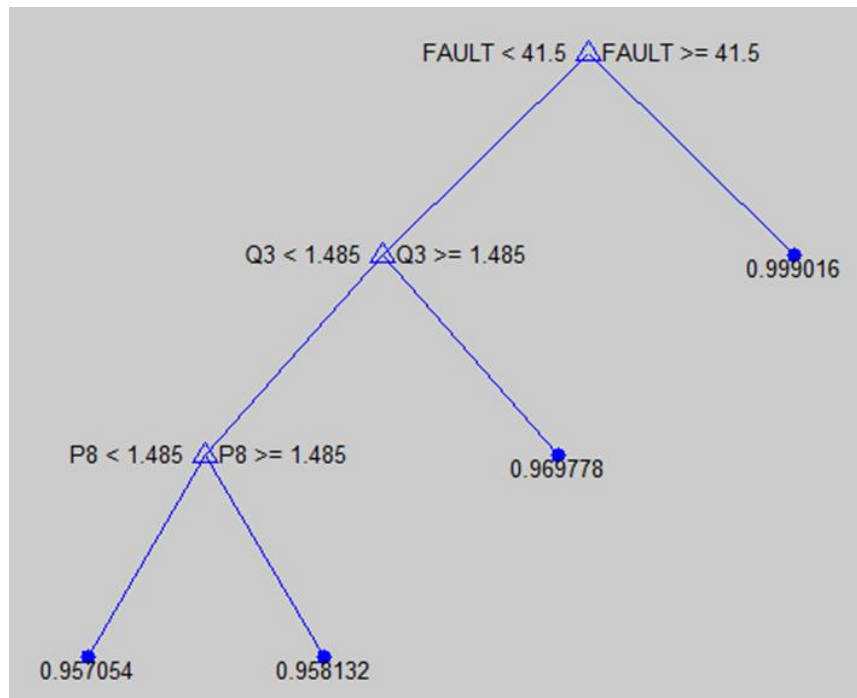 FAULT < 41.5 FAULT >= 41.5
Q3 < 1.485 Q3 >= 1.485
0.999016
P8 < 1.485 P8 >= 1.485
0.969778
0.957054 0.958132